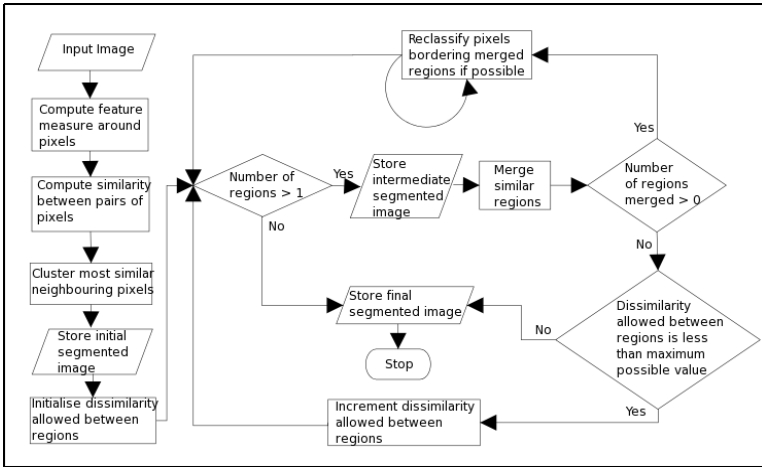 Input Image
Compute feature
measure around
pixels
Compute similarity
between pairs of
pixels
Cluster most similar
neighbouring pixels
Store initial
segmented
image
Initialise dissimilarity
allowed between
regions
Number of
regions > 1
Yes
No
Store
intermediate
segmented
image
Merge
similar
regions
Number
of regions
merged > 0
Yes
No
Reclassify pixels
bordering merged
regions if possible
Dissimilarity
allowed between
regions is less
than maximum
possible value
No
Yes
Store final
segmented image
Stop
Increment dissimilarity
allowed between
regions